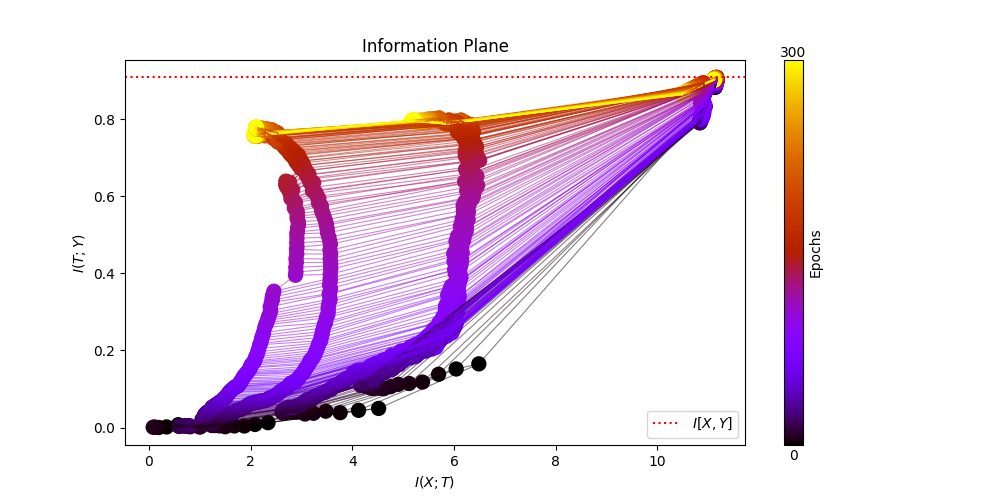 Information Plane
300
0.8
0.6
0.4
0.2
0.0
I(T; Y)
Epochs
I[X, Y]
0 2 4 6 8 10
0
I(X; T)